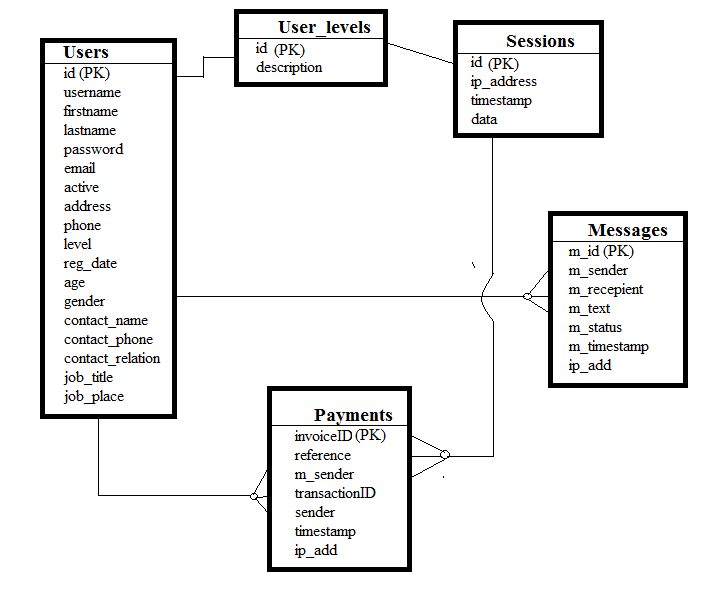 Users
id (PK)
username
firstname
lastname
password
email
active
address
phone
level
reg_date
age
gender
contact_name
contact_phone
contact_relation
job_title
job_place
User_levels
id (PK)
description
Sessions
id (PK)
ip_address
timestamp
data
Messages
m_id (PK)
m_sender
m_recepient
m_text
m_status
m_timestamp
ip_add
Payments
invoiceID (PK)
reference
m_sender
transactionID
sender
timestamp
ip_add